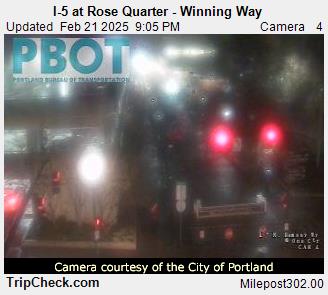 I-5 at Rose Quarter - Winning Way
Updated Feb 21 2025 9:05 PM Camera 4
PBOT
PORTLAND BUREAU OF TRANSPORTATION
Camera courtesy of the City of Portland
TripCheck.com Milepost302.00